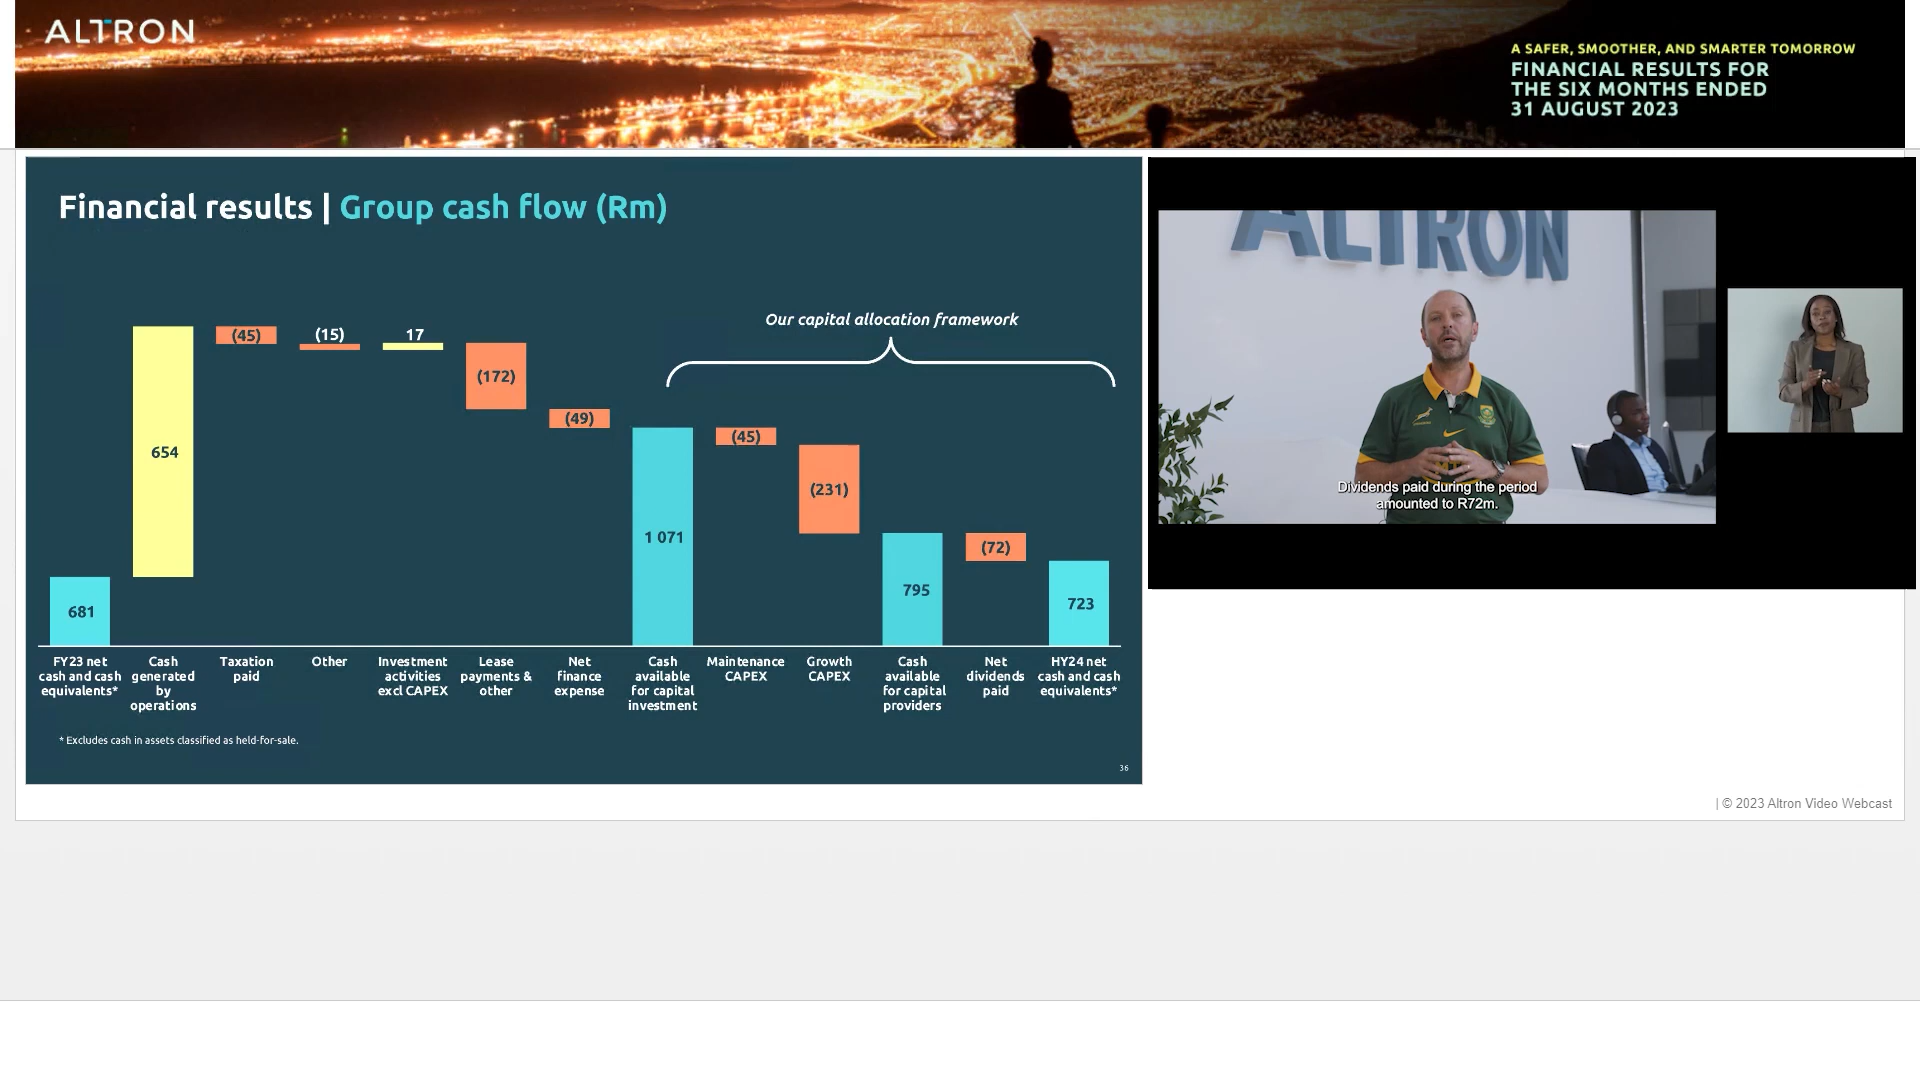 ALTRON
A SAFER, SMOOTHER, AND SMARTER TOMORROW
FINANCIAL RESULTS FOR
THE SIX MONTHS ENDED
31 AUGUST 2023
Financial results | Group cash flow (Rm)
Our capital allocation framework
681
654
(45)
(15)
17
(172)
(49)
1 071
(45)
(231)
795
(72)
723
FY23 net
cash and cash
equivalents*
Cash
generated
by
operations
Taxation
paid
Other
Investment
activities
excl CAPEX
Lease
payments &
other
Net
finance
expense
Cash
available
for capital
investment
Maintenance
CAPEX
Growth
CAPEX
Cash
available
for capital
providers
Net
dividends
paid
HY24 net
cash and cash
equivalents*
* Excludes cash in assets classified as held-for-sale.
36
ALTRON
Dividends paid during the period
amounted to R72m.
| © 2023 Altron Video Webcast